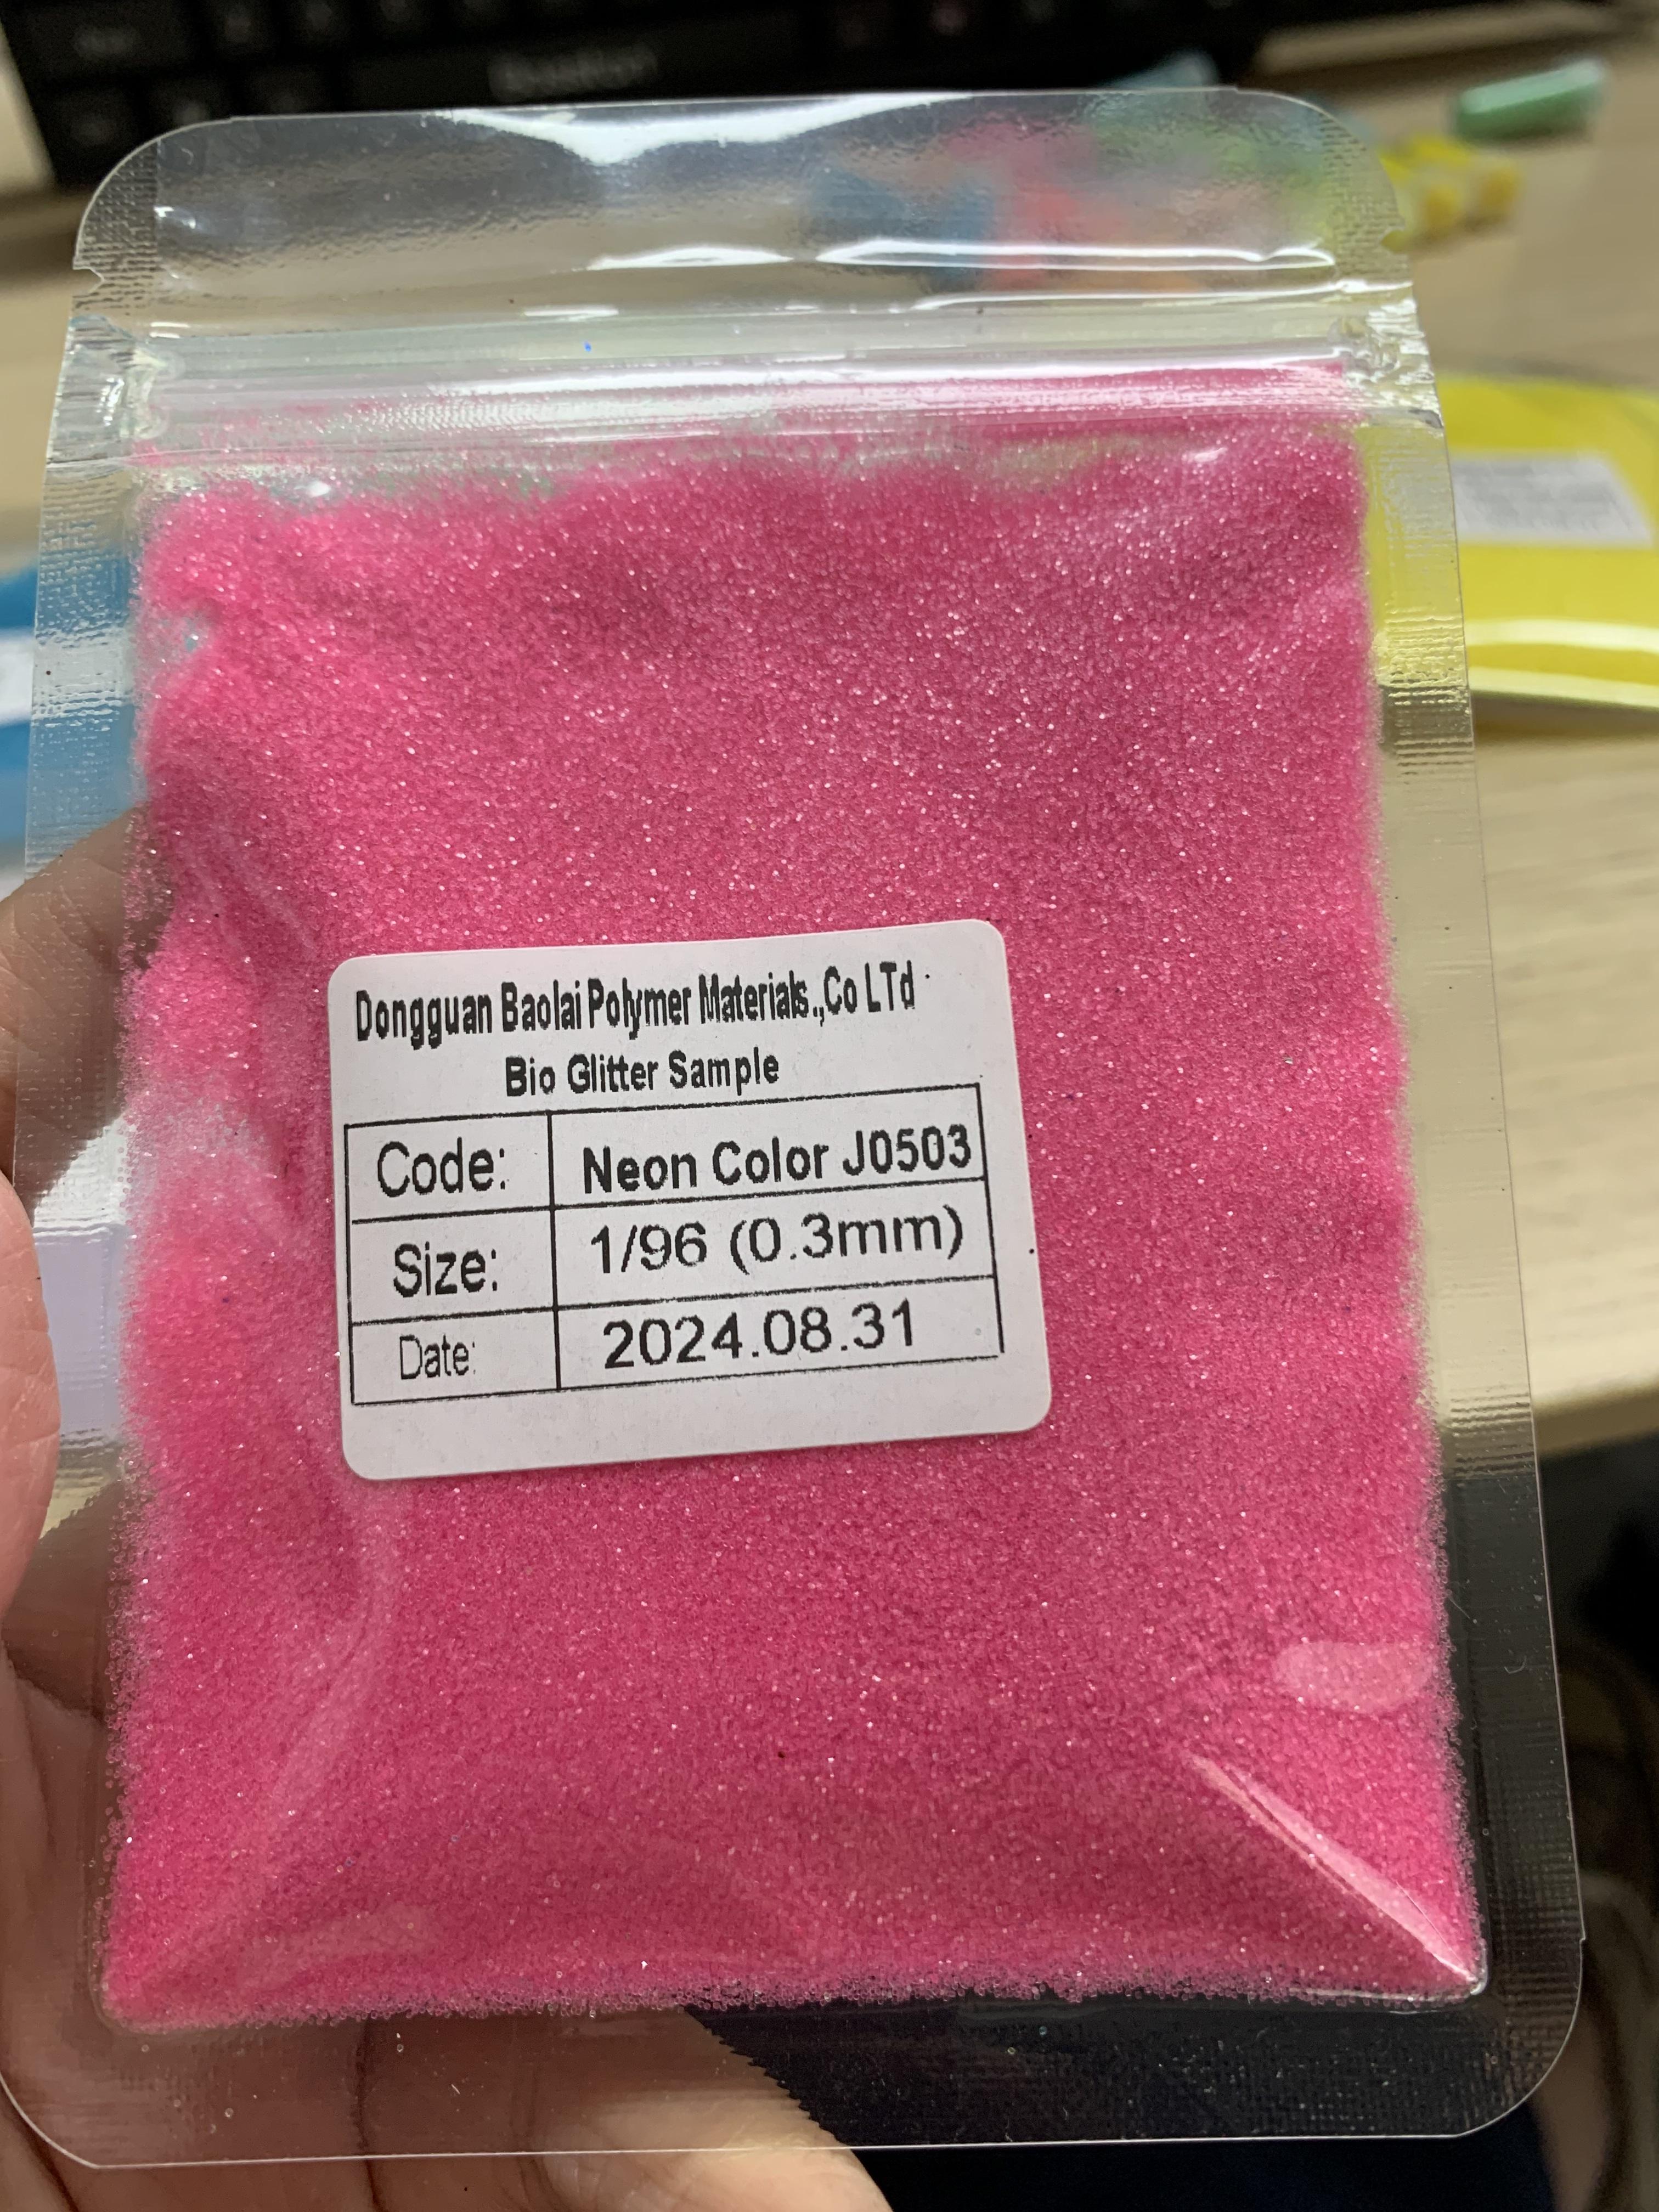 Dongguan Baolai Polymer Materials.,Co LTd
Bio Glitter Sample
Code: Neon Color J0503
Size: 1/96 (0.3mm)
Date: 2024.08.31